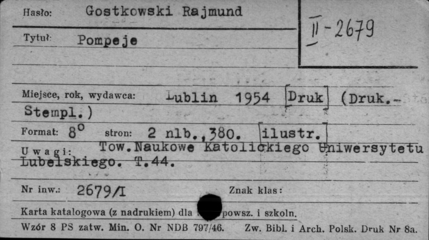 Hasło: Gostkowski Rajmund
II-2679
Tytuł: Pompeje
Miejsce, rok, wydawca: Lublin 1954 [Druk] (Druk.-
Stempl.)
Format: 8° stron: 2 nlb.,380. [ilustr.]
Uwagi: Tow.Naukowe Katolickiego Uniwersytetu
Lubelskiego. T.44.
Nr inw.: 2679/I Znak klas:
Karta katalogowa (z nadrukiem) dla powsz. i szkoln.
Wzór 8 PS zatw. Min. O. Nr NDB 797/46. Zw. Bibl. i Arch. Polsk. Druk Nr 8a.